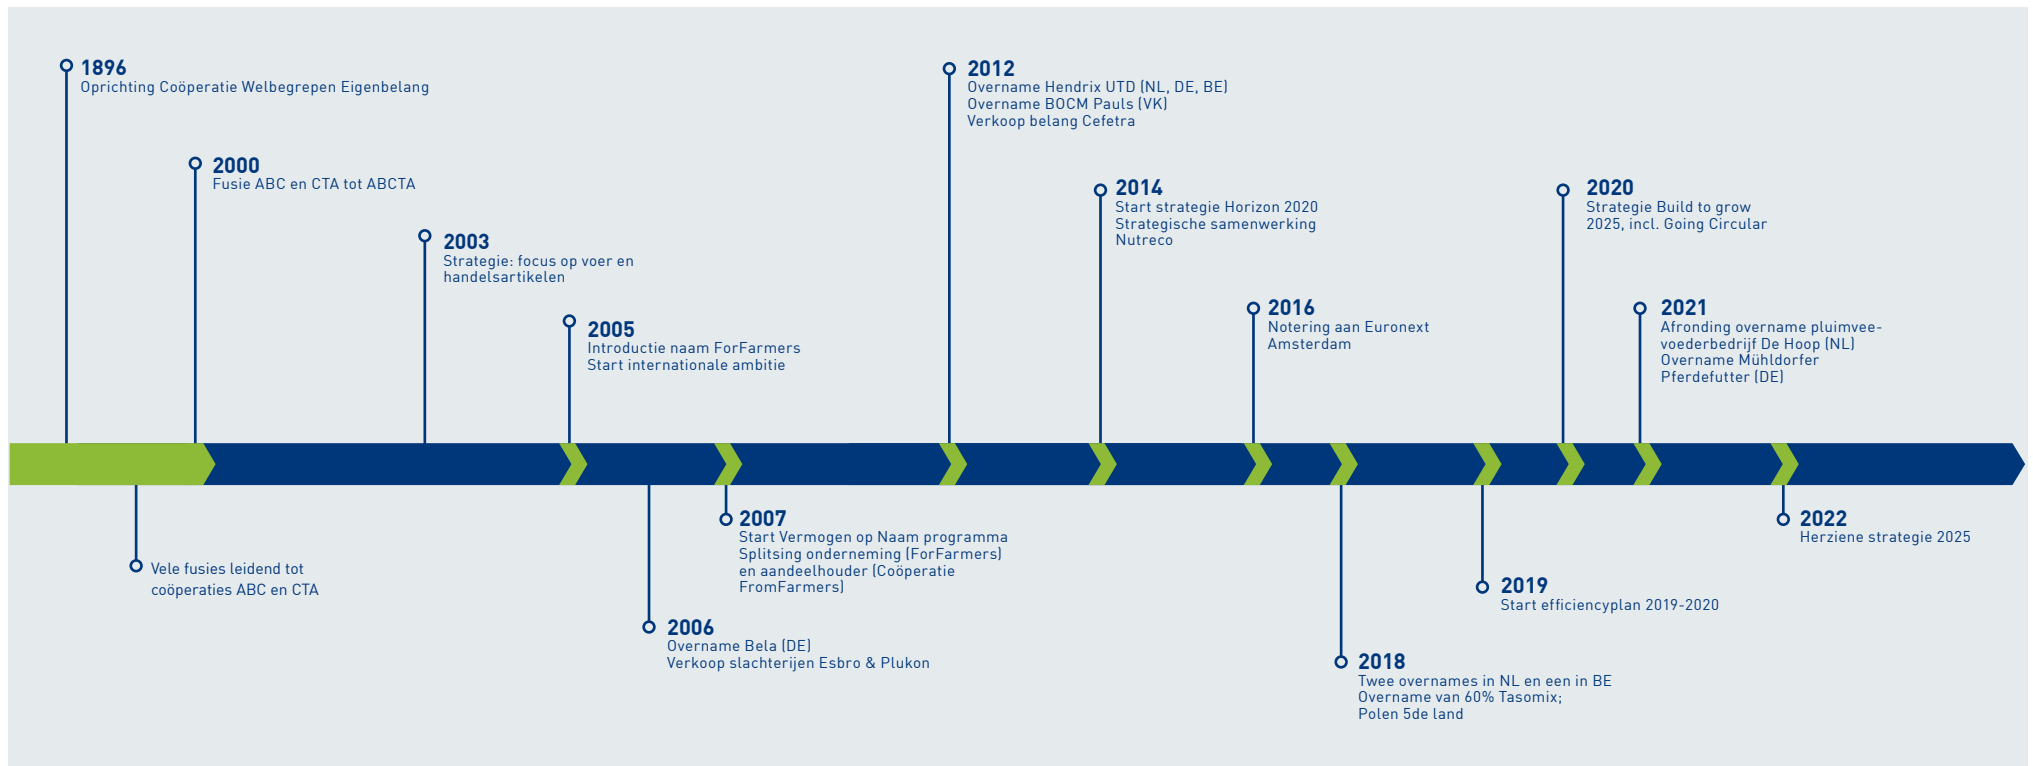 1896
Oprichting Coöperatie Welbegrepen Eigenbelang
Vele fusies leidend tot
coöperaties ABC en CTA
2000
Fusie ABC en CTA tot ABCTA
2003
Strategie: focus op voer en
handelsartikelen
2005
Introductie naam ForFarmers
Start internationale ambitie
2006
Overname Bela (DE)
Verkoop slachterijen Esbro & Plukon
2007
Start Vermogen op Naam programma
Splitsing onderneming (ForFarmers)
en aandeelhouder (Coöperatie
FromFarmers)
2012
Overname Hendrix UTD (NL, DE, BE)
Overname BOCM Pauls (VK)
Verkoop belang Cefetra
2014
Start strategie Horizon 2020
Strategische samenwerking
Nutreco
2016
Notering aan Euronext
Amsterdam
2018
Twee overnames in NL en een in BE
Overname van 60% Tasomix;
Polen 5de land
2019
Start efficiencyplan 2019-2020
2020
Strategie Build to grow
2025, incl. Going Circular
2021
Afronding overname pluimvee-
voederbedrijf De Hoop (NL)
Overname Mühldorfer
Pferdefutter (DE)
2022
Herziene strategie 2025